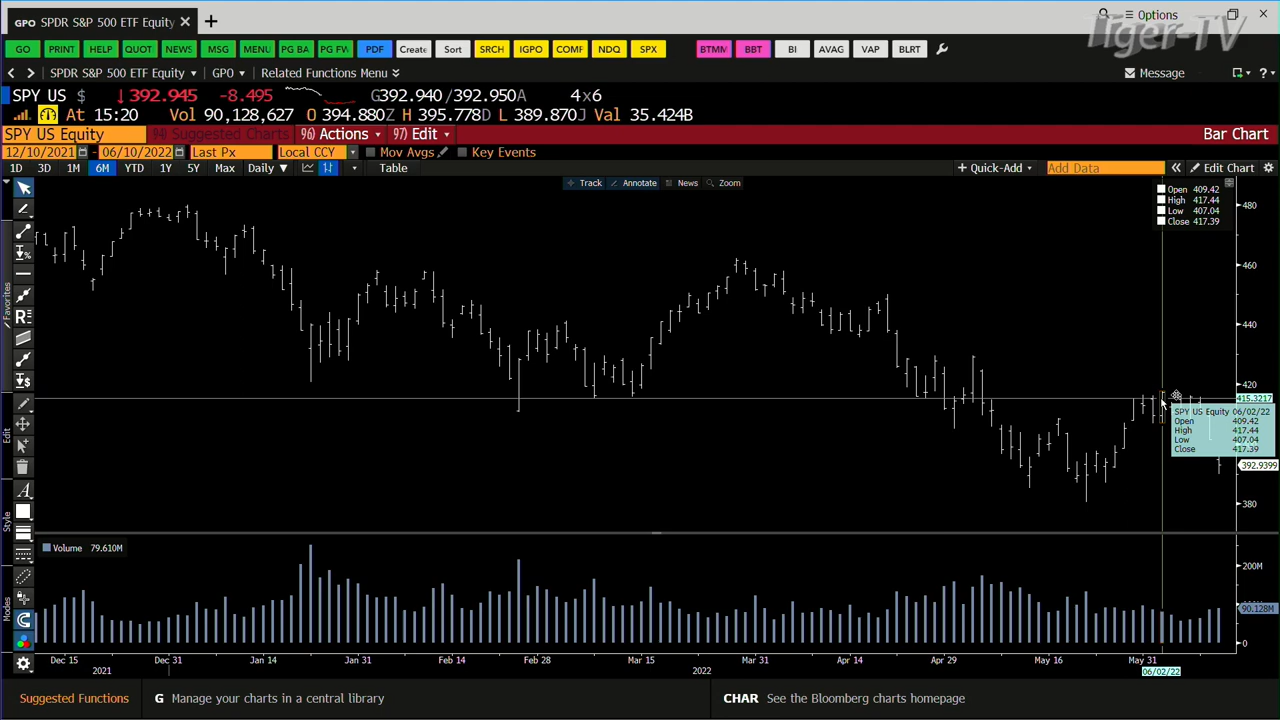 GPO SPDR S&P 500 ETF Equity
Options
Tiger-TV
GO PRINT HELP QUOT NEWS MSG MENU PG BA PG FW PDF Create Sort SRCH IGPO COMF NDQ SPX BTMM BBT BI AVAG VAP BLRT
SPDR S&P 500 ETF Equity GPO Related Functions Menu Message
SPY US $ ↓392.945 -8.495 G392.940/392.950A 4x6
At 15:20 Vol 90,128,627 O 394.880Z H 395.778D L 389.870J Val 35.424B
SPY US Equity 94) Suggested Charts 96) Actions 97) Edit Bar Chart
12/10/2021 - 06/10/2022 Last Px Local CCY Mov Avgs Key Events
1D 3D 1M 6M YTD 1Y 5Y Max Daily Table + Quick-Add Add Data Edit Chart
Track Annotate News Zoom
Open 409.42
High 417.44
Low 407.04
Close 417.39
480
460
440
420
415.3217
SPY US Equity 06/02/22
Open 409.42
High 417.44
Low 407.04
Close 417.39
392.9399
380
Favorites
Edit
Style
Modes
Volume 79.610M
200M
90.128M
0
Dec 15 Dec 31 Jan 14 Jan 31 Feb 14 Feb 28 Mar 15 Mar 31 Apr 14 Apr 29 May 16 May 31
2021 2022 06/02/22
Suggested Functions G Manage your charts in a central library CHAR See the Bloomberg charts homepage